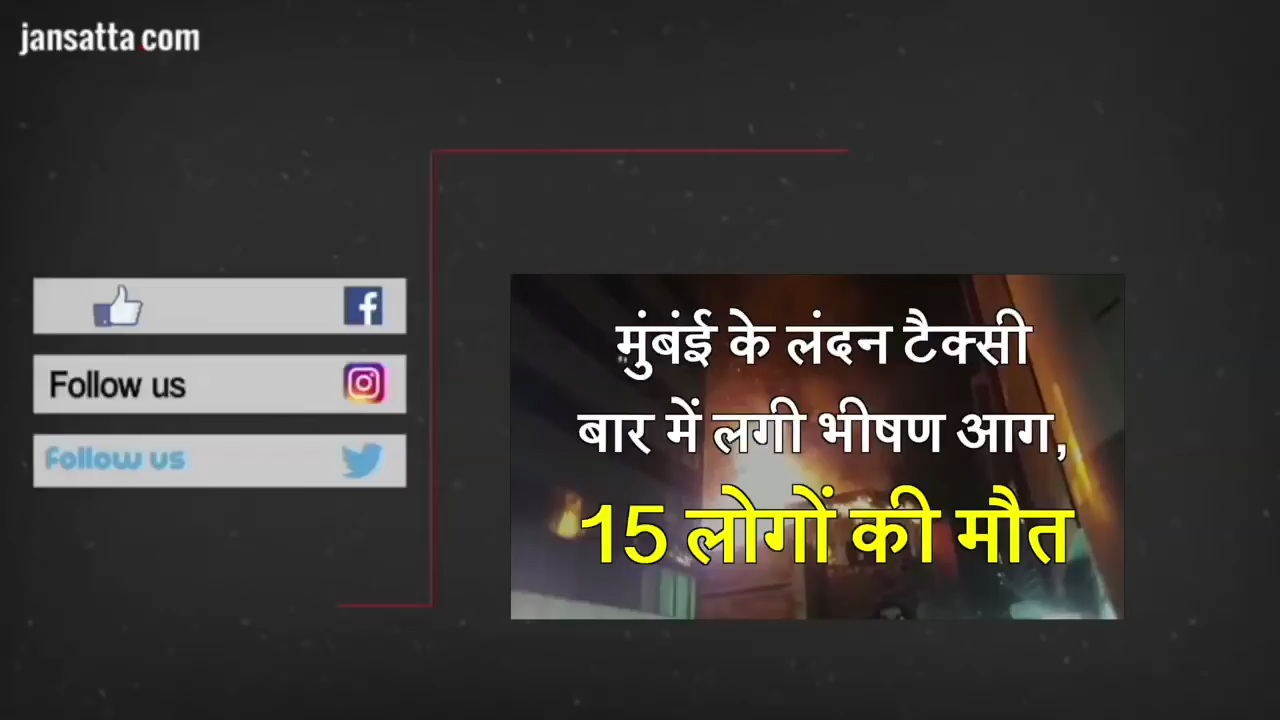 jansatta.com
Follow us
Follow us
मुंबंई के लंदन टैक्सी
बार में लगी भीषण आग,
15 लोगों की मौत